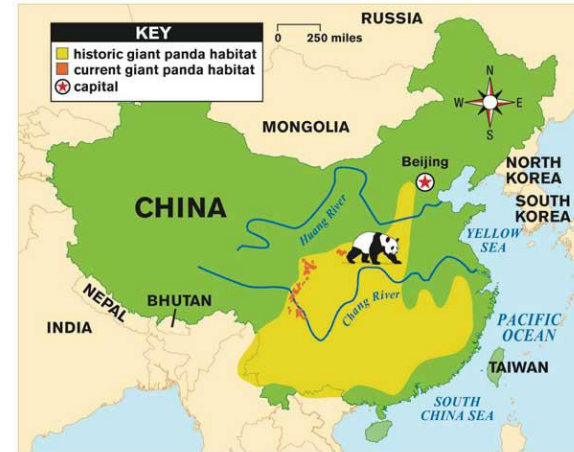 KEY
historic giant panda habitat
current giant panda habitat
capital
0 250 miles
RUSSIA
N
W E
S
MONGOLIA
Beijing
NORTH
KOREA
SOUTH
KOREA
CHINA
Huang River
YELLOW
SEA
NEPAL
BHUTAN
Chang River
INDIA
PACIFIC
OCEAN
TAIWAN
SOUTH
CHINA SEA